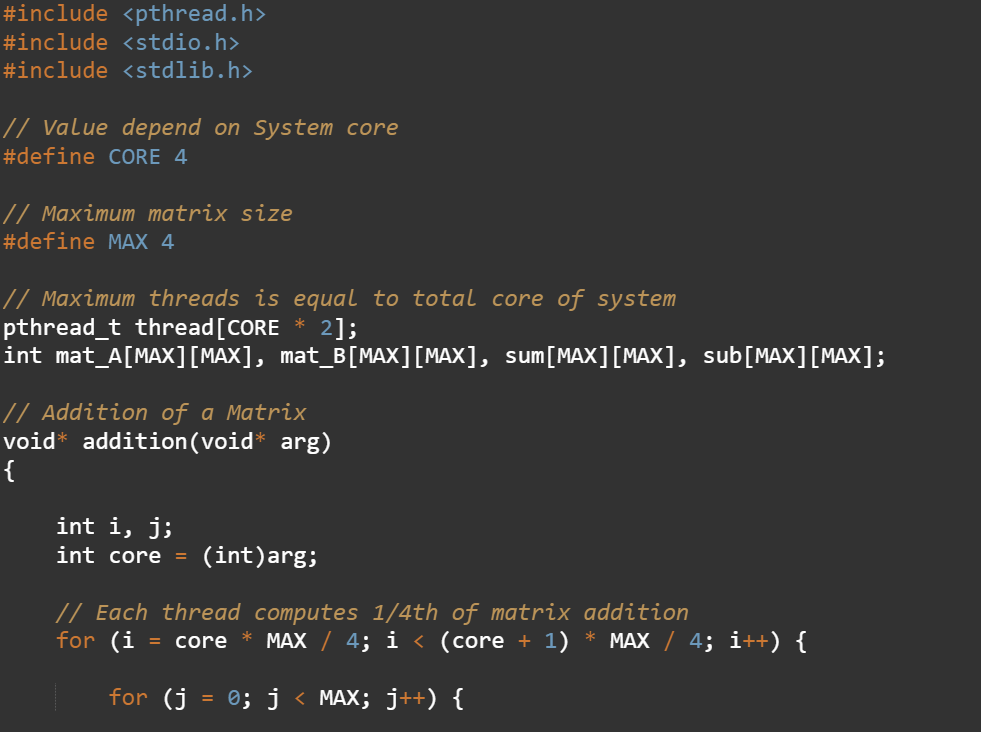 #include <pthread.h>
#include <stdio.h>
#include <stdlib.h>
// Value depend on System core
#define CORE 4
// Maximum matrix size
#define MAX 4
// Maximum threads is equal to total core of system
pthread_t thread[CORE * 2];
int mat_A[MAX][MAX], mat_B[MAX][MAX], sum[MAX][MAX], sub[MAX][MAX];
// Addition of a Matrix
void* addition(void* arg)
{
    int i, j;
    int core = (int)arg;
    // Each thread computes 1/4th of matrix addition
    for (i = core * MAX / 4; i < (core + 1) * MAX / 4; i++) {
        for (j = 0; j < MAX; j++) {